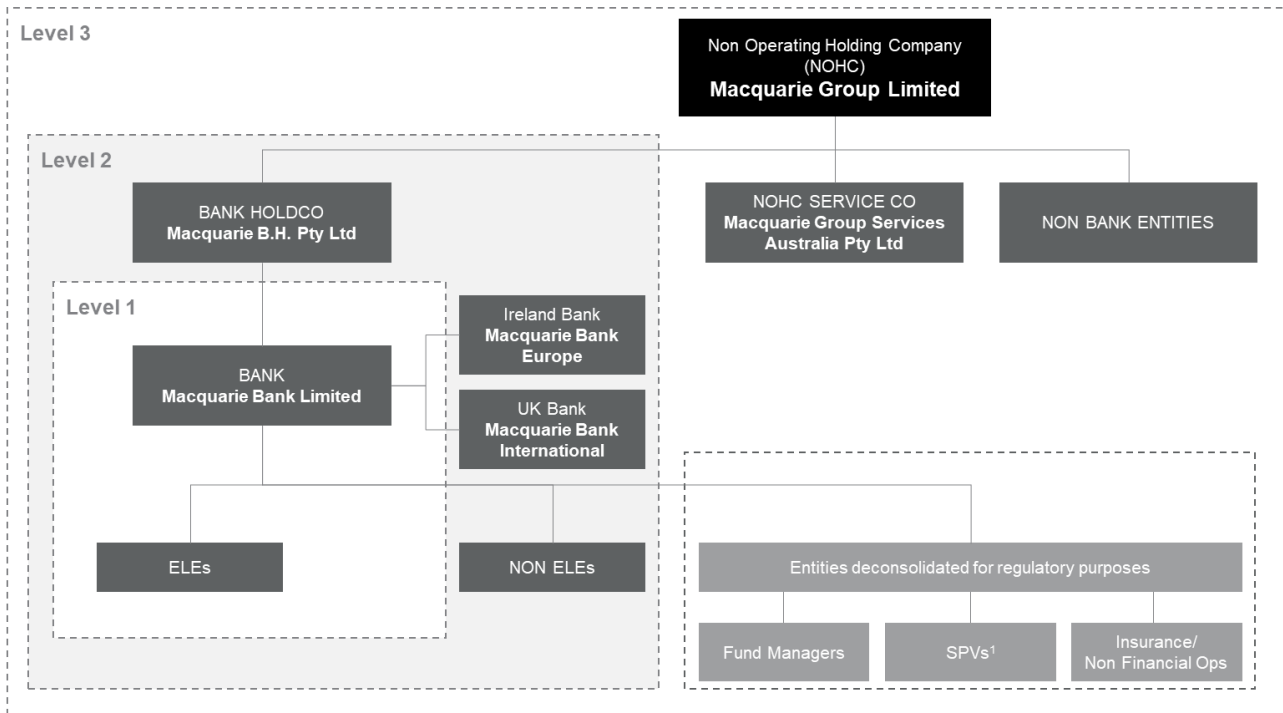 Level 3
Non Operating Holding Company
(NOHC)
Macquarie Group Limited
Level 2
BANK HOLDCO
Macquarie B.H. Pty Ltd
NOHC SERVICE CO
Macquarie Group Services
Australia Pty Ltd
NON BANK ENTITIES
Level 1
Ireland Bank
Macquarie Bank
Europe
BANK
Macquarie Bank Limited
UK Bank
Macquarie Bank
International
ELEs
NON ELEs
Entities deconsolidated for regulatory purposes
Fund Managers
SPVs¹
Insurance/
Non Financial Ops